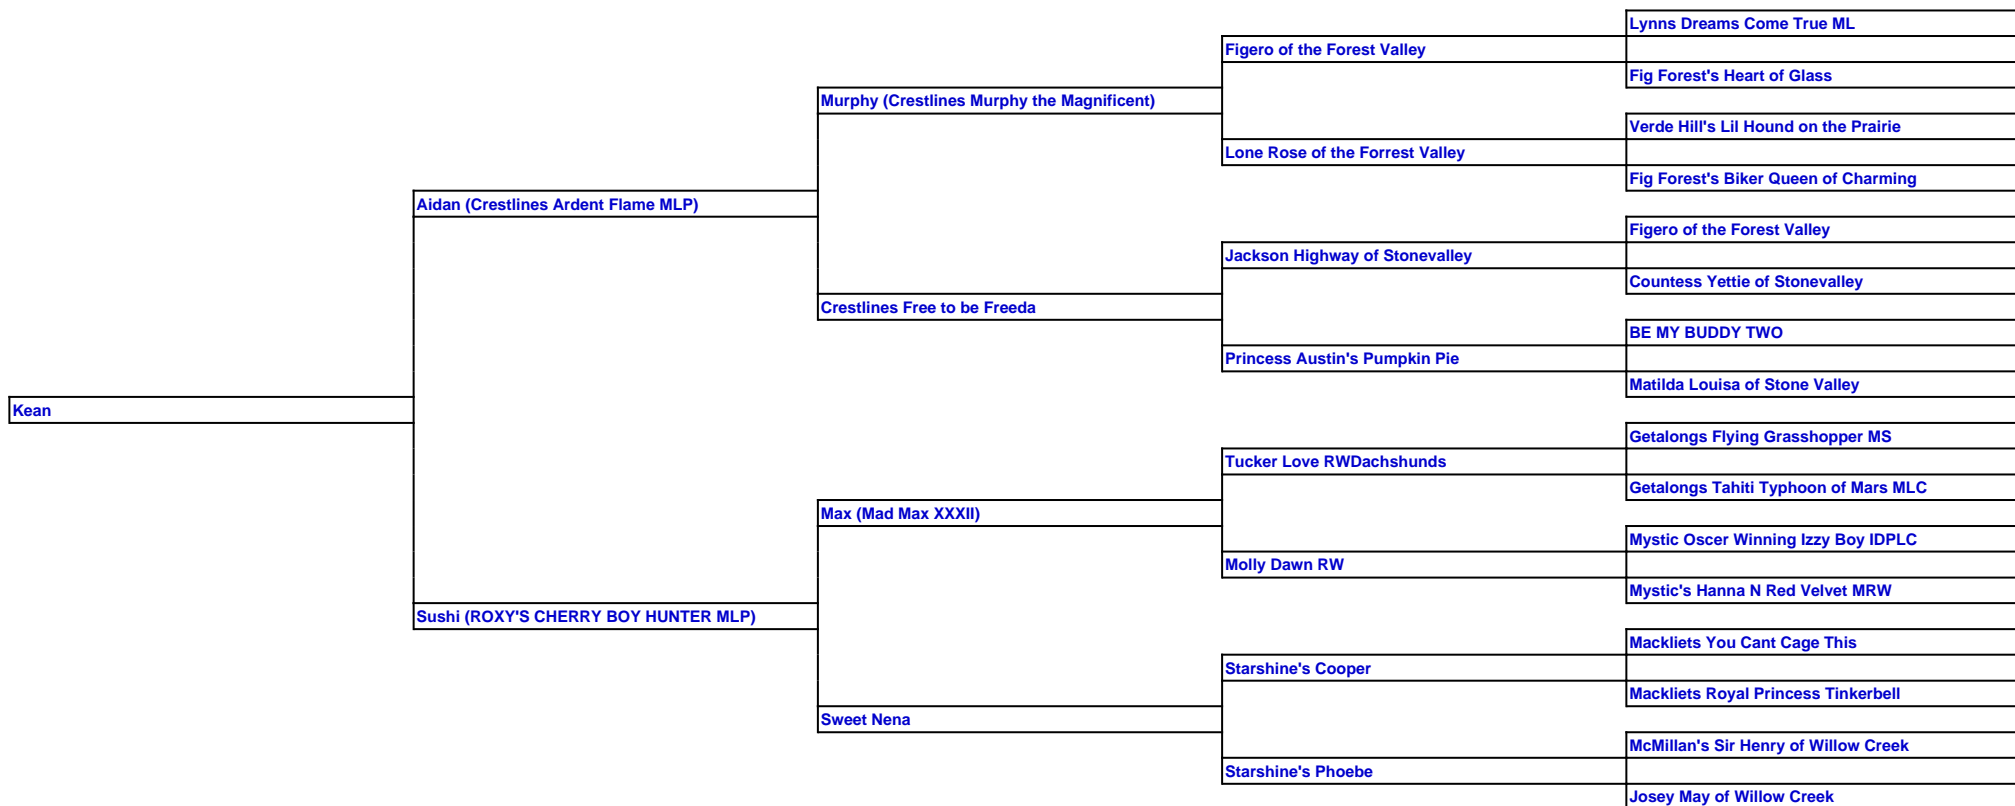 Lynns Dreams Come True ML
Figero of the Forest Valley
Fig Forest's Heart of Glass
Murphy (Crestlines Murphy the Magnificent)
Verde Hill's Lil Hound on the Prairie
Lone Rose of the Forrest Valley
Fig Forest's Biker Queen of Charming
Aidan (Crestlines Ardent Flame MLP)
Figero of the Forest Valley
Jackson Highway of Stonevalley
Countess Yettie of Stonevalley
Crestlines Free to be Freeda
BE MY BUDDY TWO
Princess Austin's Pumpkin Pie
Matilda Louisa of Stone Valley
Kean
Getalongs Flying Grasshopper MS
Tucker Love RWDachshunds
Getalongs Tahiti Typhoon of Mars MLC
Max (Mad Max XXXII)
Mystic Oscer Winning Izzy Boy IDPLC
Molly Dawn RW
Mystic's Hanna N Red Velvet MRW
Sushi (ROXY'S CHERRY BOY HUNTER MLP)
Mackliets You Cant Cage This
Starshine's Cooper
Mackliets Royal Princess Tinkerbell
Sweet Nena
McMillan's Sir Henry of Willow Creek
Starshine's Phoebe
Josey May of Willow Creek